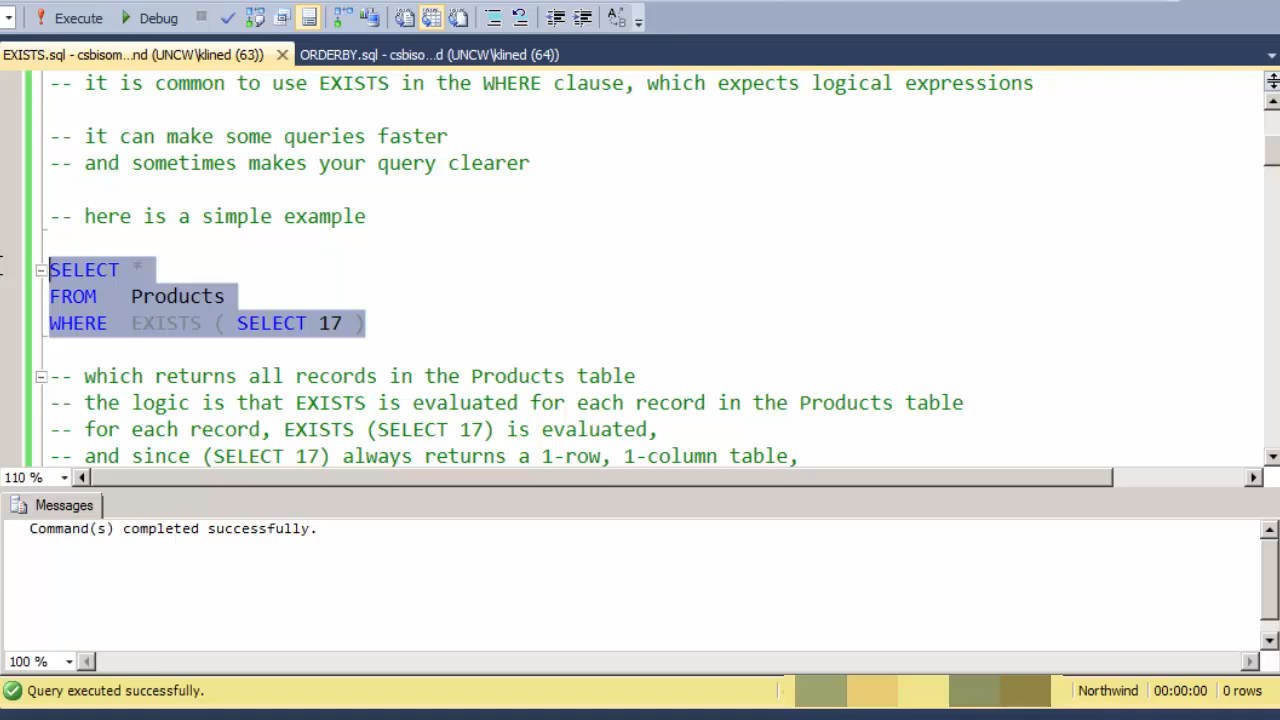 Execute Debug
EXISTS.sql - csbisom...nd (UNCW\klined (63)) ORDERBY.sql - csbiso...d (UNCW\klined (64))
-- it is common to use EXISTS in the WHERE clause, which expects logical expressions
-- it can make some queries faster
-- and sometimes makes your query clearer
-- here is a simple example
SELECT *
FROM Products
WHERE EXISTS ( SELECT 17 )
-- which returns all records in the Products table
-- the logic is that EXISTS is evaluated for each record in the Products table
-- for each record, EXISTS (SELECT 17) is evaluated,
-- and since (SELECT 17) always returns a 1-row, 1-column table,
110 %
Messages
Command(s) completed successfully.
100 %
Query executed successfully. Northwind 00:00:00 0 rows